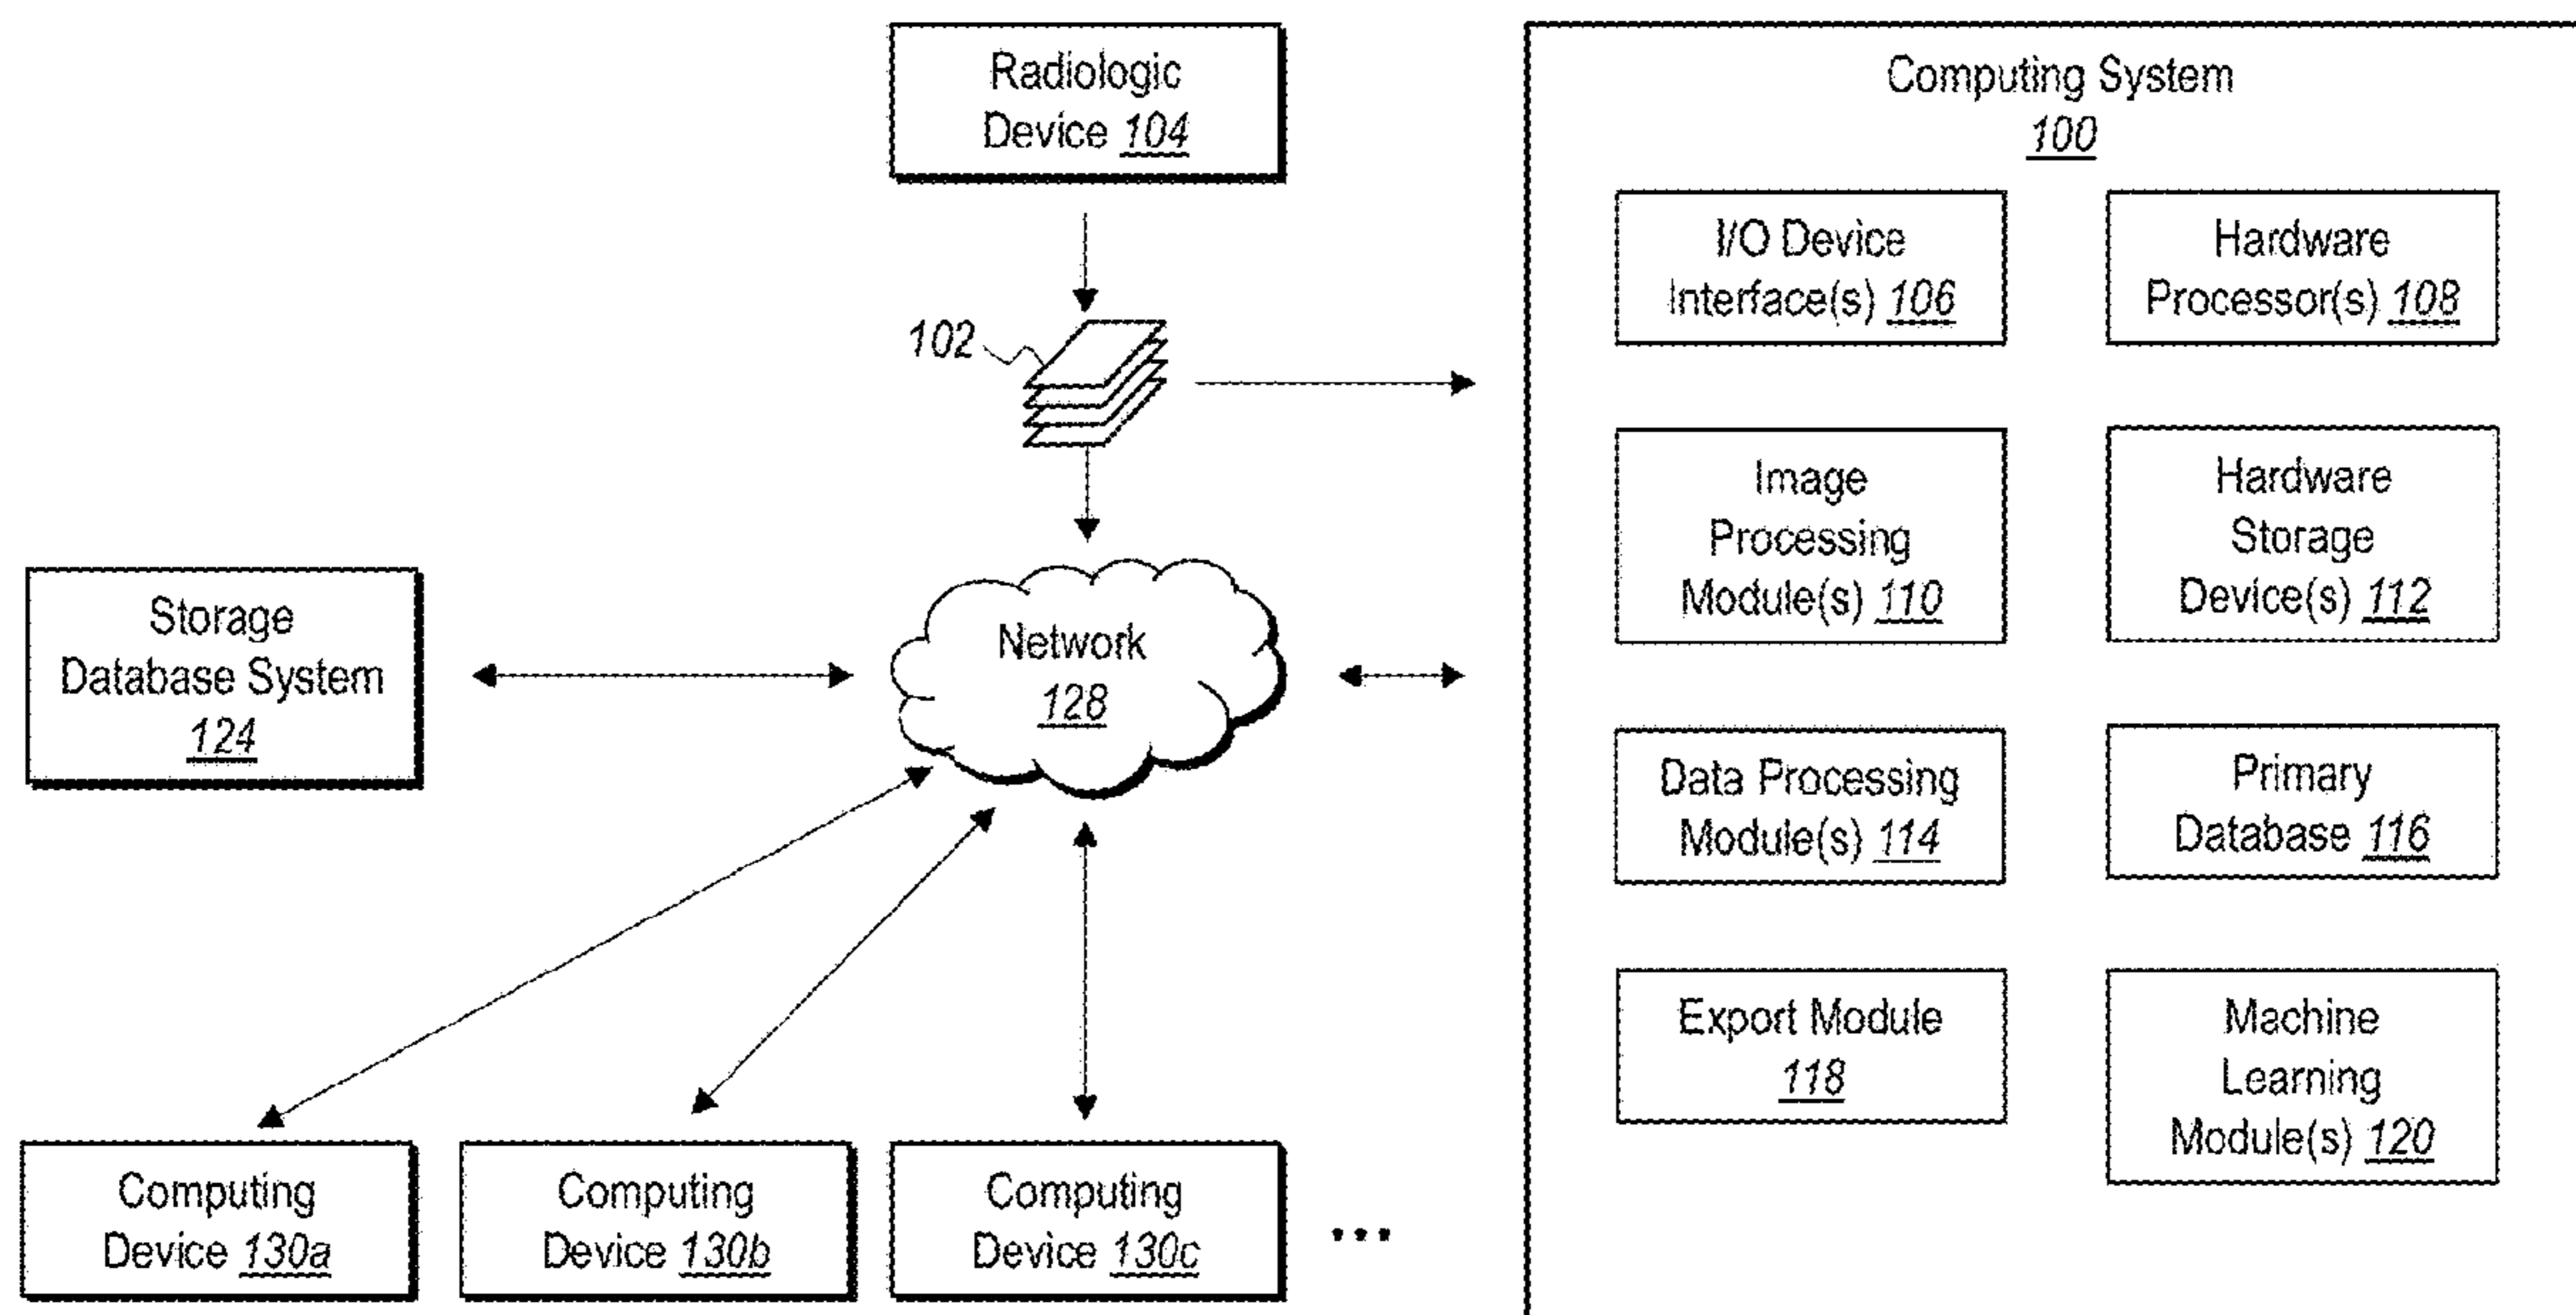 Radiologic
Device 104
102
Network
128
Storage
Database System
124
Computing
Device 130a
Computing
Device 130b
Computing
Device 130c
...
Computing System
100
I/O Device
Interface(s) 106
Hardware
Processor(s) 108
Image
Processing
Module(s) 110
Hardware
Storage
Device(s) 112
Data Processing
Module(s) 114
Primary
Database 116
Export Module
118
Machine
Learning
Module(s) 120